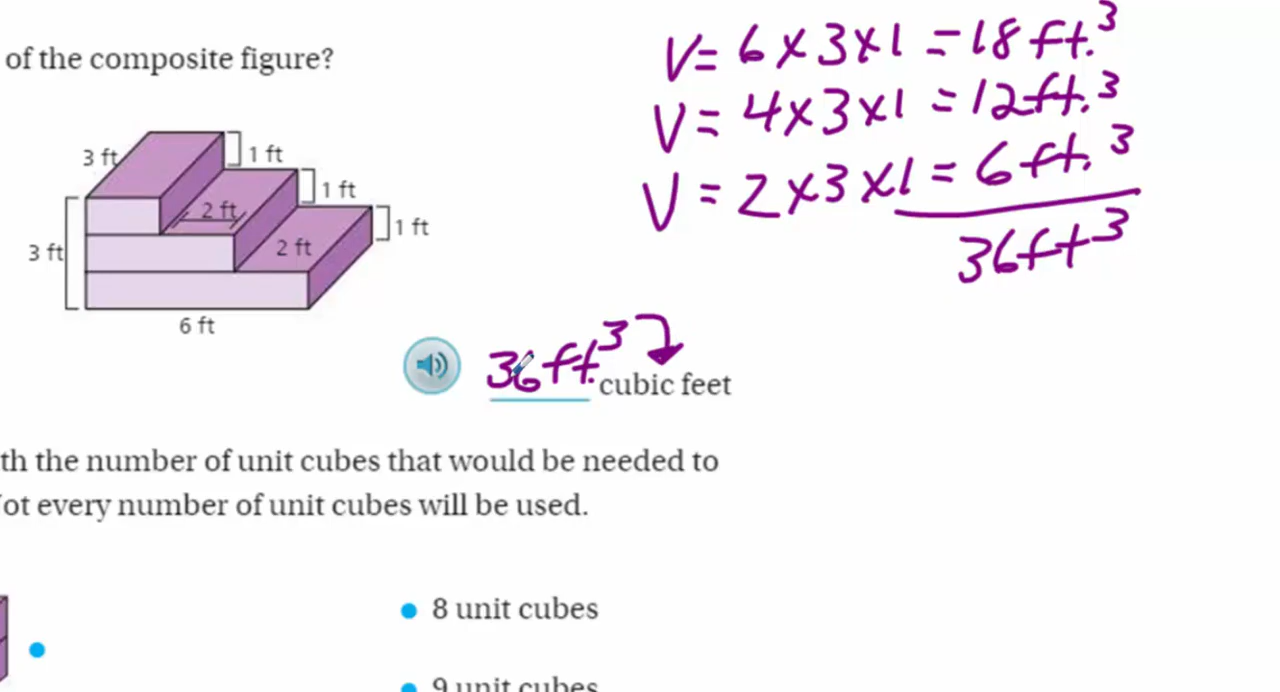 of the composite figure?
V= 6 x 3 x 1 = 18 ft.³
V = 4 x 3 x 1 = 12 ft.³
V = 2 x 3 x 1 = 6 ft. ³
36 ft³
3 ft
1 ft
1 ft
2 ft
1 ft
3 ft
2 ft
6 ft
36 ft.³
cubic feet
th the number of unit cubes that would be needed to
ot every number of unit cubes will be used.
8 unit cubes
9 unit cubes